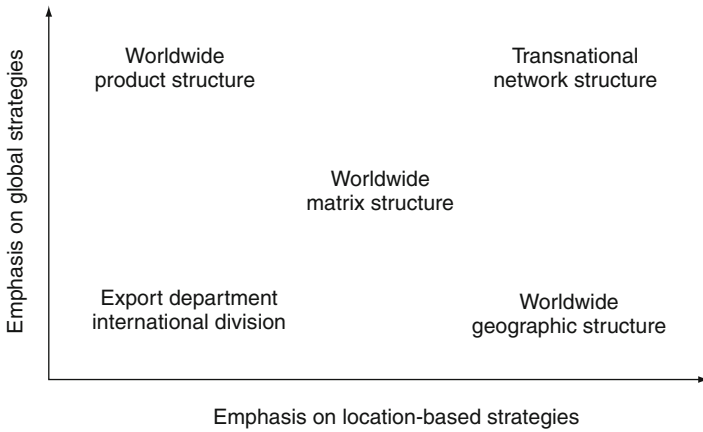 Emphasis on global strategies
Worldwide
product structure
Transnational
network structure
Worldwide
matrix structure
Export department
international division
Worldwide
geographic structure
Emphasis on location-based strategies